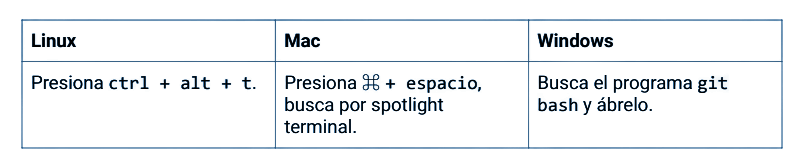 Linux
Mac
Windows
Presiona ctrl + alt + t.
Presiona ⌘ + espacio,
busca por spotlight
terminal.
Busca el programa git
bash y ábrelo.